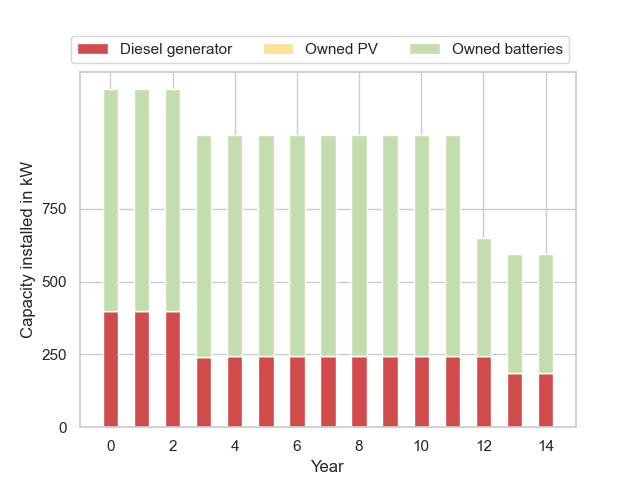 Diesel generator Owned PV Owned batteries
Capacity installed in kW
750
500
250
0
0 2 4 6 8 10 12 14
Year